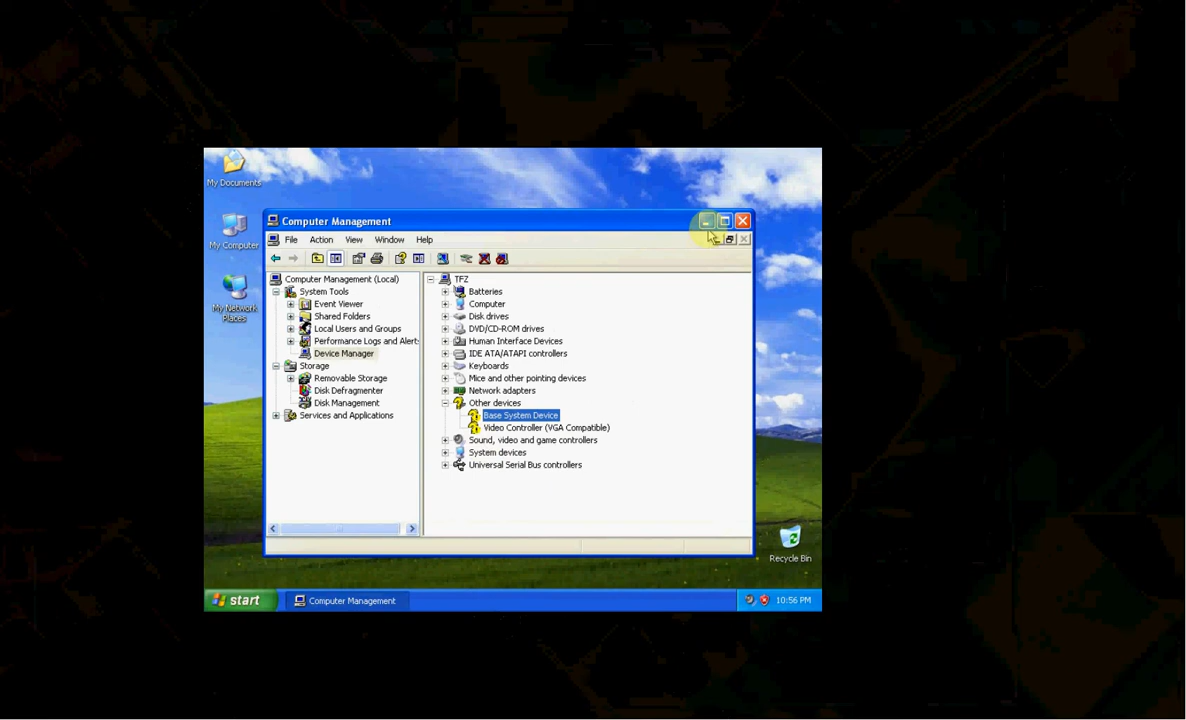 My Documents
My Computer
My Network
Places
Computer Management
File Action View Window Help
Computer Management (Local)
System Tools
Event Viewer
Shared Folders
Local Users and Groups
Performance Logs and Alert
Device Manager
Storage
Removable Storage
Disk Defragmenter
Disk Management
Services and Applications
TFZ
Batteries
Computer
Disk drives
DVD/CD-ROM drives
Human Interface Devices
IDE ATA/ATAPI controllers
Keyboards
Mice and other pointing devices
Network adapters
Other devices
Base System Device
Video Controller (VGA Compatible)
Sound, video and game controllers
System devices
Universal Serial Bus controllers
Recycle Bin
start
Computer Management
10:56 PM